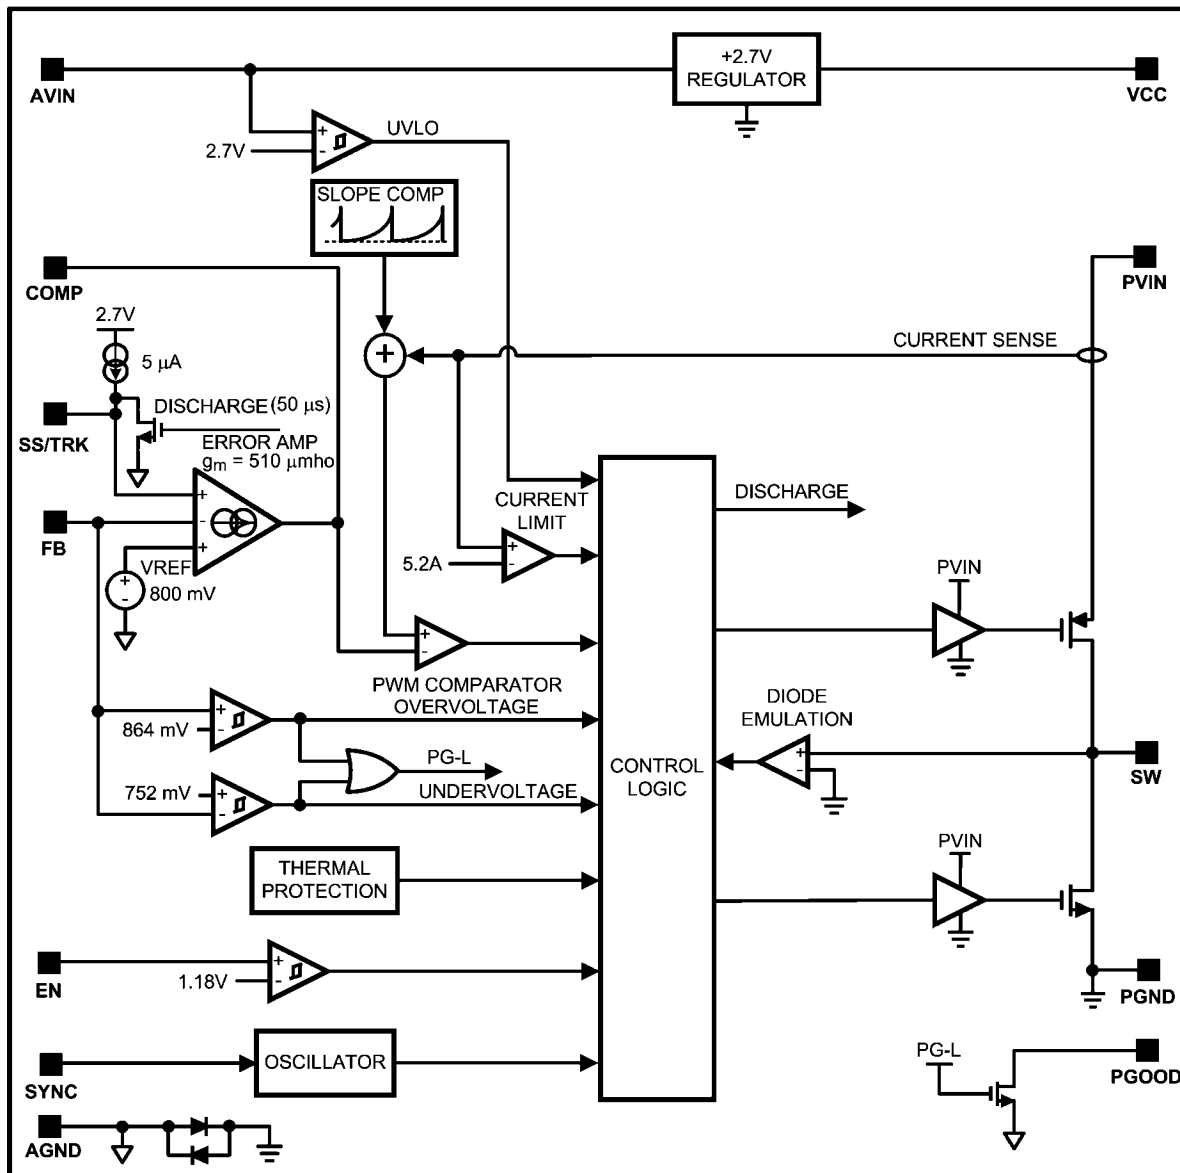 +2.7V
REGULATOR
AVIN
VCC
UVLO
+
-
2.7V
SLOPE COMP
COMP
PVIN
2.7V
+
CURRENT SENSE
5 μA
DISCHARGE (50 μs)
SS/TRK
ERROR AMP
gm = 510 μmho
+
-
+
FB
CURRENT
LIMIT
DISCHARGE
+
-
5.2A
VREF
+
-
800 mV
PVIN
+
-
PWM COMPARATOR
OVERVOLTAGE
+
-
864 mV
DIODE
EMULATION
PG-L
+
-
SW
CONTROL
LOGIC
752 mV
+
-
UNDERVOLTAGE
PVIN
THERMAL
PROTECTION
+
-
1.18V
EN
PGND
OSCILLATOR
SYNC
PG-L
PGOOD
AGND